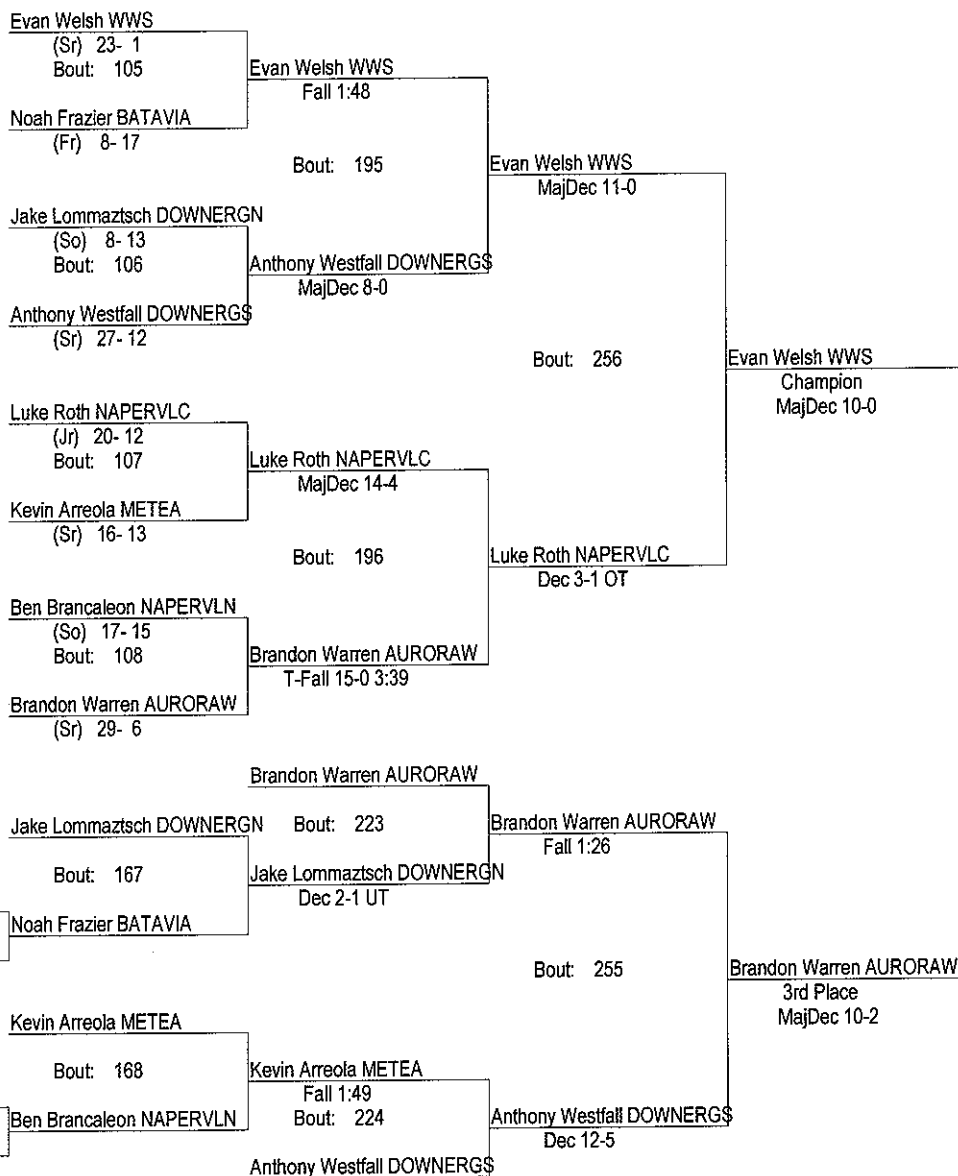 Evan Welsh WWS
(Sr) 23- 1
Bout: 105
Evan Welsh WWS
Fall 1:48
Noah Frazier BATAVIA
(Fr) 8- 17
Bout: 195
Evan Welsh WWS
MajDec 11-0
Jake Lommaztsch DOWNERGN
(So) 8- 13
Bout: 106
Anthony Westfall DOWNERGS
MajDec 8-0
Anthony Westfall DOWNERGS
(Sr) 27- 12
Bout: 256
Evan Welsh WWS
Champion
MajDec 10-0
Luke Roth NAPERVLC
(Jr) 20- 12
Bout: 107
Luke Roth NAPERVLC
MajDec 14-4
Kevin Arreola METEA
(Sr) 16- 13
Bout: 196
Luke Roth NAPERVLC
Dec 3-1 OT
Ben Brancaleon NAPERVLN
(So) 17- 15
Bout: 108
Brandon Warren AURORAW
T-Fall 15-0 3:39
Brandon Warren AURORAW
(Sr) 29- 6
Brandon Warren AURORAW
Jake Lommaztsch DOWNERGN
Bout: 223
Brandon Warren AURORAW
Fall 1:26
Bout: 167
Jake Lommaztsch DOWNERGN
Dec 2-1 UT
Noah Frazier BATAVIA
Bout: 255
Brandon Warren AURORAW
3rd Place
MajDec 10-2
Kevin Arreola METEA
Bout: 168
Kevin Arreola METEA
Fall 1:49
Ben Brancaleon NAPERVLN
Bout: 224
Anthony Westfall DOWNERGS
Dec 12-5
Anthony Westfall DOWNERGS